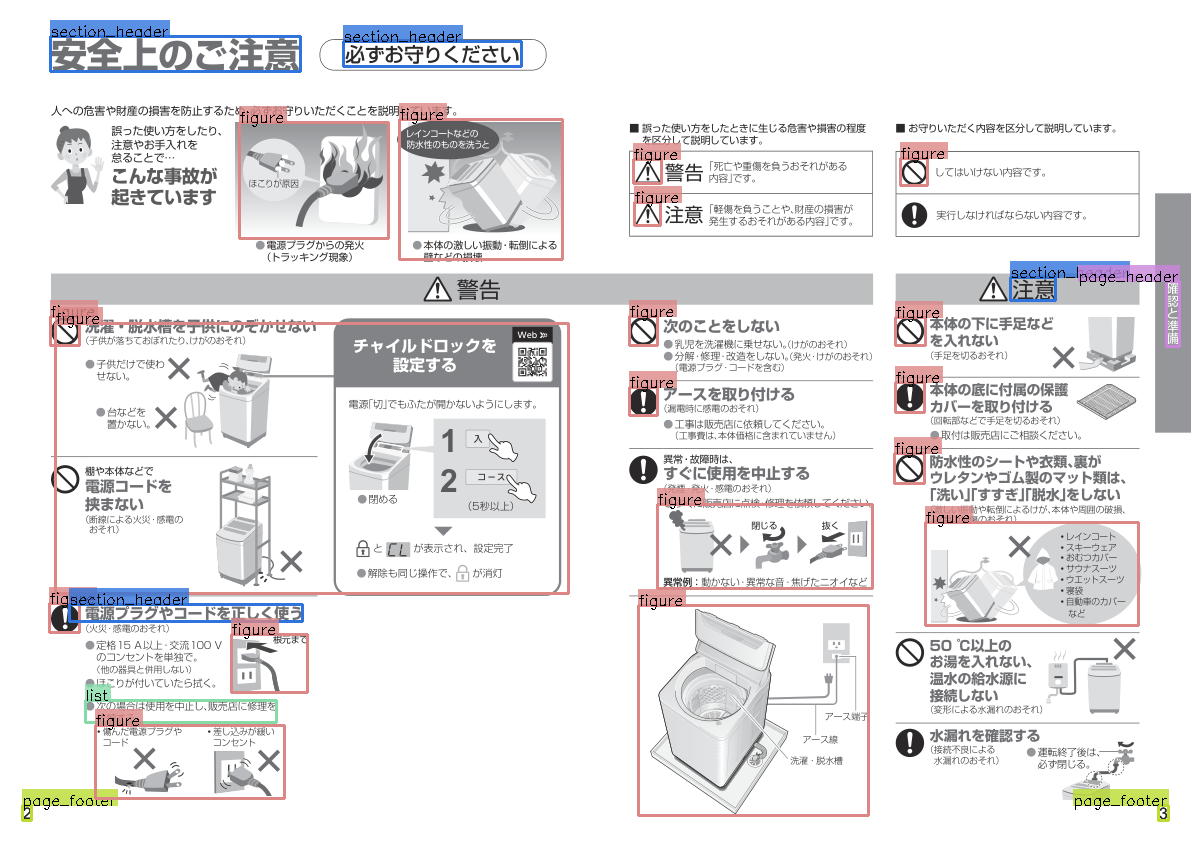 section_header
安全上のご注意
section_header
必ずお守りください
人への危害や財産の損害を防止するため、必ずお守りいただくことを説明しています。
誤った使い方をしたり、
注意やお手入れを
怠ることで…
こんな事故が
起きています
figure
ほこりが原因
●電源プラグからの発火
（トラッキング現象）
figure
レインコートなどの
防水性のものを洗うと
●本体の激しい振動・転倒による
壁などの損壊
■ 誤った使い方をしたときに生じる危害や損害の程度
を区分して説明しています。
figure
警告 「死亡や重傷を負うおそれがある
内容」です。
figure
注意 「軽傷を負うことや、財産の損害が
発生するおそれがある内容」です。
■ お守りいただく内容を区分して説明しています。
figure
してはいけない内容です。
実行しなければならない内容です。
警告
figure
figure
洗濯・脱水槽を子供にのぞかせない
（子供が落ちておぼれたり、けがのおそれ）
●子供だけで使わ
せない。
●台などを
置かない。
棚や本体などで
電源コードを
挟まない
（断線による火災・感電の
おそれ）
チャイルドロックを
設定する
Web
電源「切」でもふたが開かないようにします。
●閉める
1 入
2 コース
（5秒以上）
と CL が表示され、設定完了
●解除も同じ操作で、 が消灯
section_header
電源プラグやコードを正しく使う
（火災・感電のおそれ）
●定格15 A以上・交流100 V
のコンセントを単独で。
（他の器具と併用しない）
●ほこりが付いていたら拭く。
figure
根元まで
list
●次の場合は使用を中止し、販売店に修理を
figure
・傷んだ電源プラグや
コード
・差し込みが緩い
コンセント
page_footer
2
figure
次のことをしない
●乳児を洗濯機に乗せない。（けがのおそれ）
●分解・修理・改造をしない。（発火・けがのおそれ）
（電源プラグ・コードを含む）
figure
アースを取り付ける
（漏電時に感電のおそれ）
●工事は販売店に依頼してください。
（工事費は、本体価格に含まれていません）
異常・故障時は、
すぐに使用を中止する
（発煙・発火・感電のおそれ）
販売店に点検・修理を依頼してください
figure
閉じる
抜く
異常例：動かない・異常な音・焦げたニオイなど
figure
アース端子
アース線
洗濯・脱水槽
section_header
注意
page_header
確認と準備
figure
本体の下に手足など
を入れない
（手足を切るおそれ）
figure
本体の底に付属の保護
カバーを取り付ける
（回転部などで手足を切るおそれ）
●取付は販売店にご相談ください。
figure
防水性のシートや衣類、裏が
ウレタンやゴム製のマット類は、
「洗い」「すすぎ」「脱水」をしない
激しい振動や転倒によるけが、本体や周囲の破損、
のおそれ）
figure
・レインコート
・スキーウェア
・おむつカバー
・サウナスーツ
・ウエットスーツ
・寝袋
・自動車のカバー
など
50 ℃以上の
お湯を入れない、
温水の給水源に
接続しない
（変形による水漏れのおそれ）
水漏れを確認する
（接続不良による
水漏れのおそれ）
●運転終了後は、
必ず閉じる。
page_footer
3